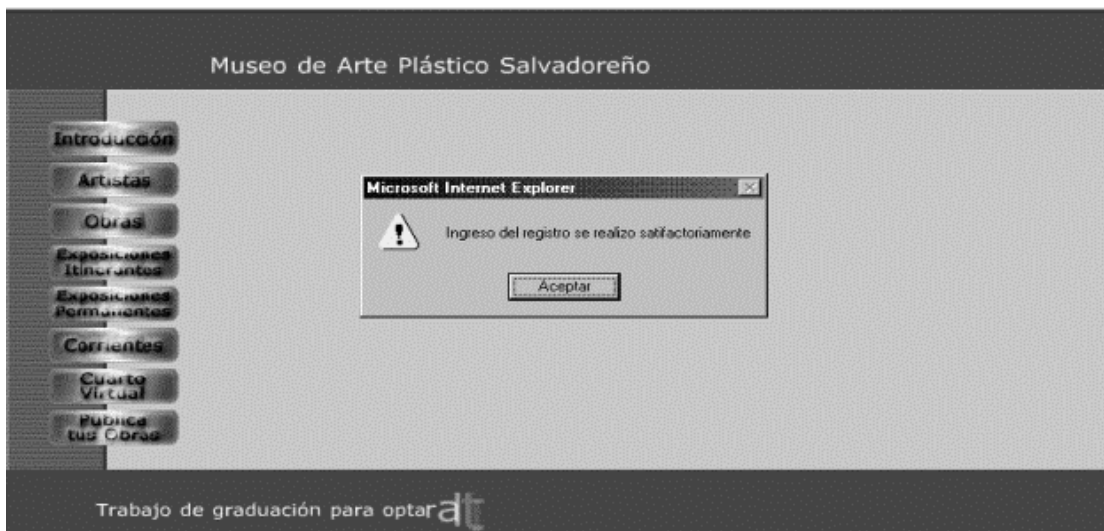 Museo de Arte Plástico Salvadoreño
Introducción
Artistas
Obras
Exposiciones
Itinerantes
Exposiciones
Permanentes
Corrientes
Cuarto
Virtual
Publica
tus Obras
Microsoft Internet Explorer
Ingreso del registro se realizo satifactoriamente
Aceptar
Trabajo de graduación para optar